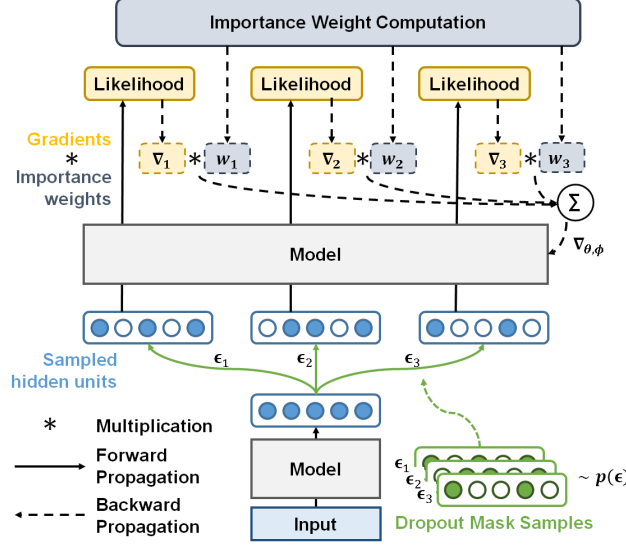 Importance Weight Computation
Likelihood
Likelihood
Likelihood
Gradients
*
Importance
weights
∇1 * w1
∇2 * w2
∇3 * w3
Σ
∇θ,ϕ
Model
Sampled
hidden units
ϵ1
ϵ2
ϵ3
* Multiplication
Forward
Propagation
Backward
Propagation
Model
Input
ϵ1
ϵ2
ϵ3
~ p(ϵ)
Dropout Mask Samples